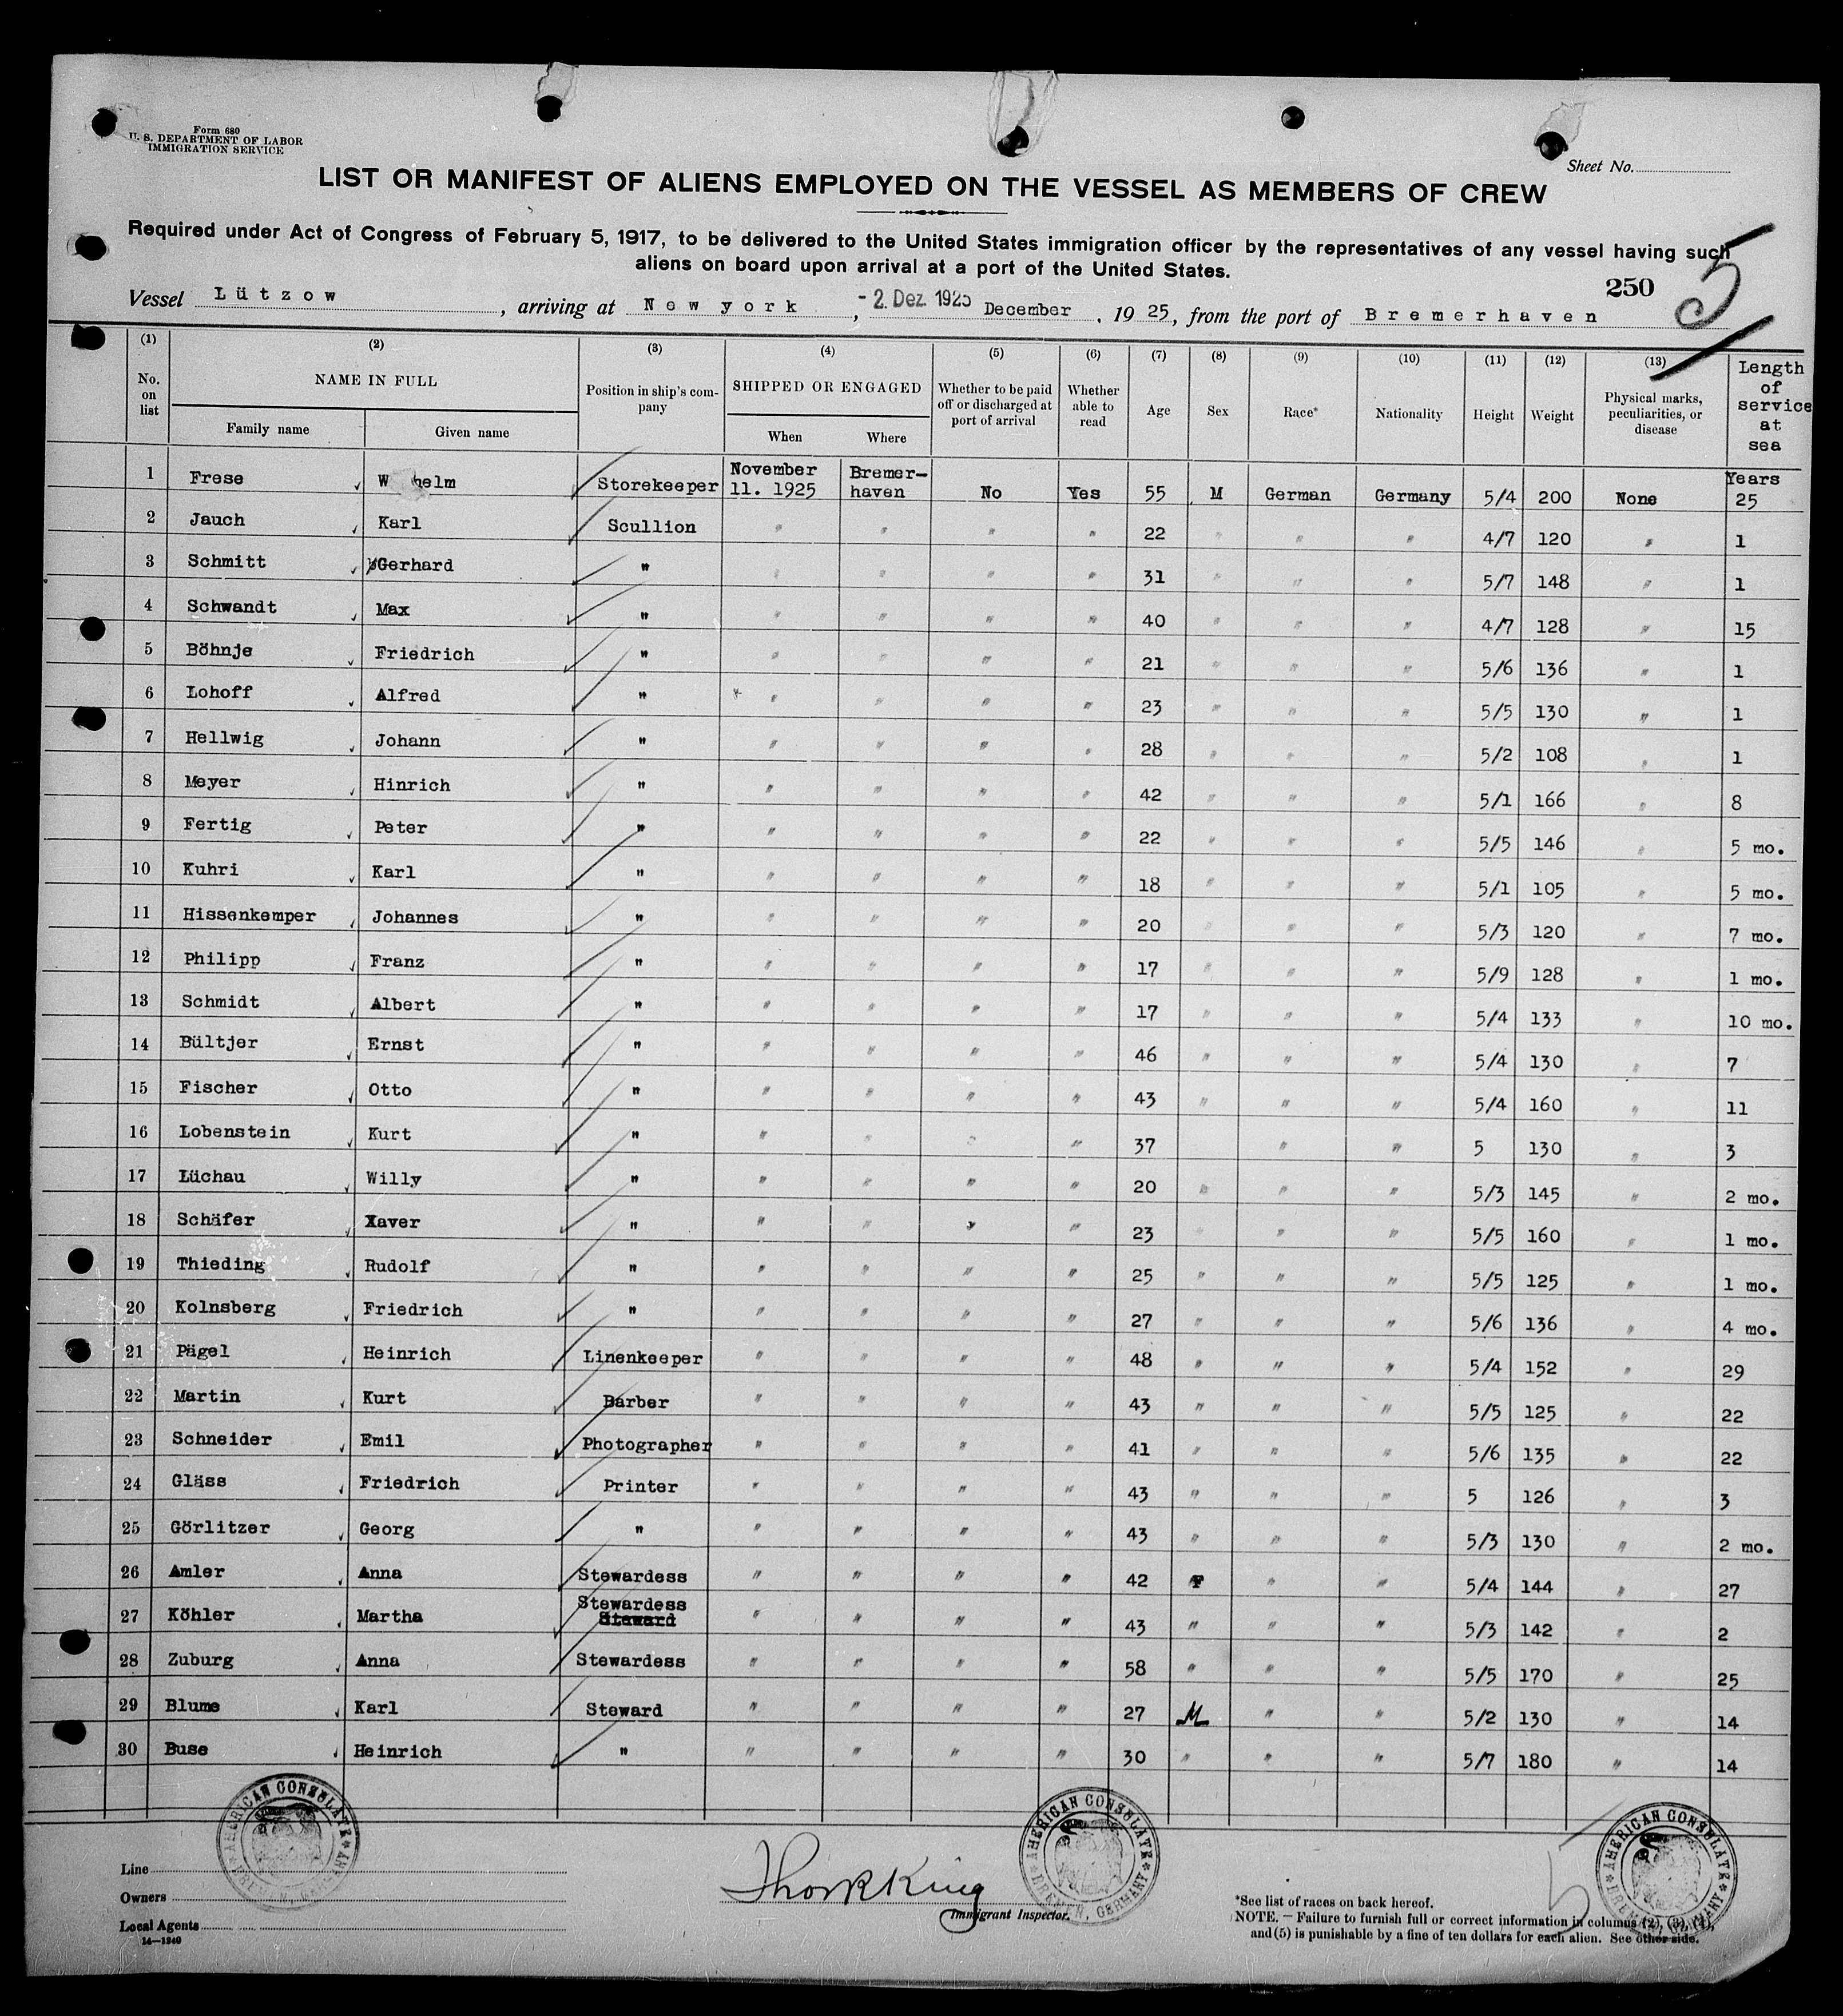 Form 680
U. S. DEPARTMENT OF LABOR
IMMIGRATION SERVICE
Sheet No.
LIST OR MANIFEST OF ALIENS EMPLOYED ON THE VESSEL AS MEMBERS OF CREW
Required under Act of Congress of February 5, 1917, to be delivered to the United States immigration officer by the representatives of any vessel having such
aliens on board upon arrival at a port of the United States.
250 5
Vessel Lützow, arriving at New york, -2. Dez. 1925 December, 1925, from the port of Bremerhaven
(1) (2) (3) (4) (5) (6) (7) (8) (9) (10) (11) (12) (13)
No. on list NAME IN FULL Position in ship's company SHIPPED OR ENGAGED Whether to be paid off or discharged at port of arrival Whether able to read Age Sex Race* Nationality Height Weight Physical marks, peculiarities, or disease Length of service at sea
Family name Given name When Where
1 Frese W helm Storekeeper November 11. 1925 Bremer-haven No Yes 55 M German Germany 5/4 200 None Years 25
2 Jauch Karl Scullion " " " " 22 " " " 4/7 120 " 1
3 Schmitt Gerhard " " " " " 31 " " " 5/7 148 " 1
4 Schwandt Max " " " " " 40 " " " 4/7 128 " 15
5 Böhnje Friedrich " " " " " 21 " " " 5/6 136 " 1
6 Lohoff Alfred " " " " " 23 " " " 5/5 130 " 1
7 Hellwig Johann " " " " " 28 " " " 5/2 108 " 1
8 Meyer Hinrich " " " " " 42 " " " 5/1 166 " 8
9 Fertig Peter " " " " " 22 " " " 5/5 146 " 5 mo.
10 Kuhri Karl " " " " " 18 " " " 5/1 105 " 5 mo.
11 Hissenkemper Johannes " " " " " 20 " " " 5/3 120 " 7 mo.
12 Philipp Franz " " " " " 17 " " " 5/9 128 " 1 mo.
13 Schmidt Albert " " " " " 17 " " " 5/4 133 " 10 mo.
14 Bültjer Ernst " " " " " 46 " " " 5/4 130 " 7
15 Fischer Otto " " " " " 43 " " " 5/4 160 " 11
16 Lobenstein Kurt " " " " " 37 " " 5 130 " 3
17 Lüchau Willy " " " " " 20 " " " 5/3 145 " 2 mo.
18 Schäfer Xaver " " " " " 23 " " " 5/5 160 " 1 mo.
19 Thieding Rudolf " " " " " 25 " " " 5/5 125 " 1 mo.
20 Kolnsberg Friedrich " " " " " 27 " " " 5/6 136 " 4 mo.
21 Pägel Heinrich Linenkeeper " " " " 48 " " " 5/4 152 " 29
22 Martin Kurt Barber " " " " 43 " " " 5/5 125 " 22
23 Schneider Emil Photographer " " " " 41 " " " 5/6 135 " 22
24 Gläss Friedrich Printer " " " " 43 " " " 5 126 " 3
25 Görlitzer Georg " " " " " 43 " " " 5/3 130 " 2 mo.
26 Amler Anna Stewardess " " " " 42 F " " 5/4 144 " 27
27 Köhler Martha Stewardess Steward " " " " 43 " " " 5/3 142 " 2
28 Zuburg Anna Stewardess " " " " 58 " " " 5/5 170 " 25
29 Blume Karl Steward " " " " 27 M " " 5/2 130 " 14
30 Buse Heinrich " " " " " 30 " " " 5/7 180 " 14
AMERICAN CONSULATE BREMEN, GERMANY
AMERICAN CONSULATE BREMEN, GERMANY
AMERICAN CONSULATE BREMEN, GERMANY
5
Line
Owners
Local Agents
14—1240
Immigrant Inspector.
*See list of races on back hereof.
NOTE. — Failure to furnish full or correct information in columns (2), (3), (7),
and (5) is punishable by a fine of ten dollars for each alien. See other side.